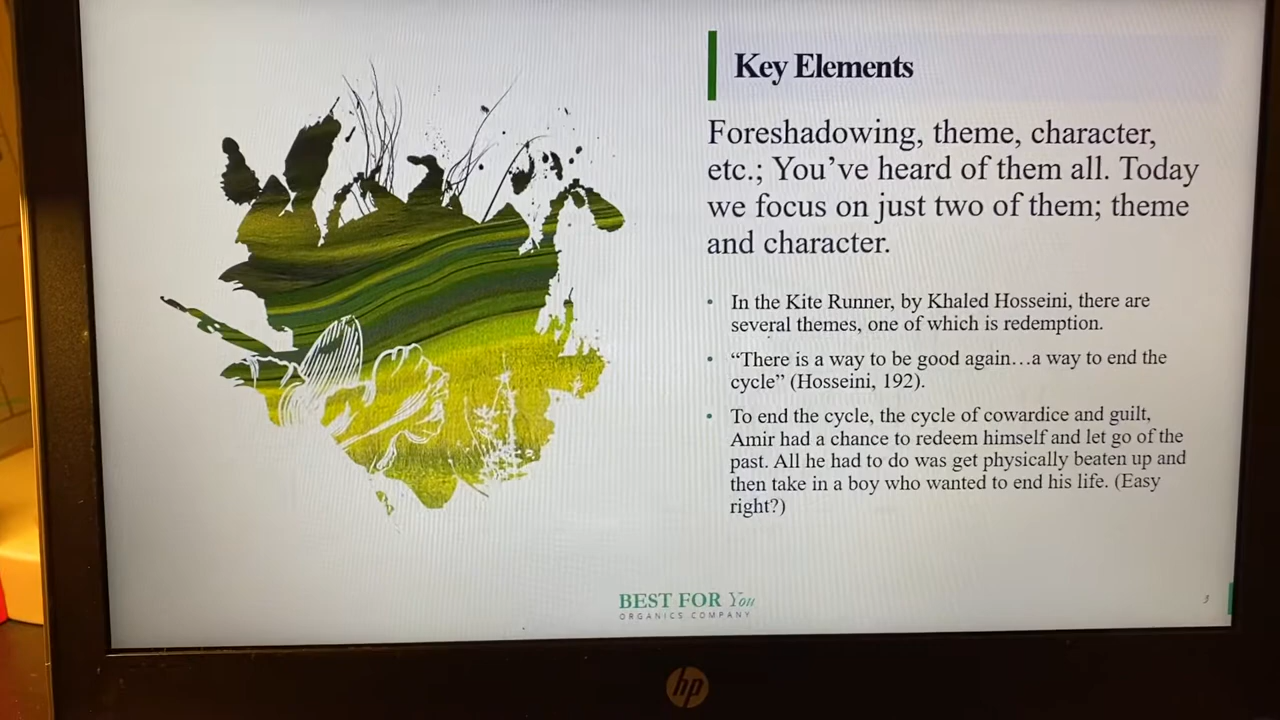 Key Elements
Foreshadowing, theme, character,
etc.; You’ve heard of them all. Today
we focus on just two of them; theme
and character.
• In the Kite Runner, by Khaled Hosseini, there are
several themes, one of which is redemption.
• “There is a way to be good again…a way to end the
cycle” (Hosseini, 192).
• To end the cycle, the cycle of cowardice and guilt,
Amir had a chance to redeem himself and let go of the
past. All he had to do was get physically beaten up and
then take in a boy who wanted to end his life. (Easy
right?)
BEST FOR You
ORGANICS COMPANY
3
hp